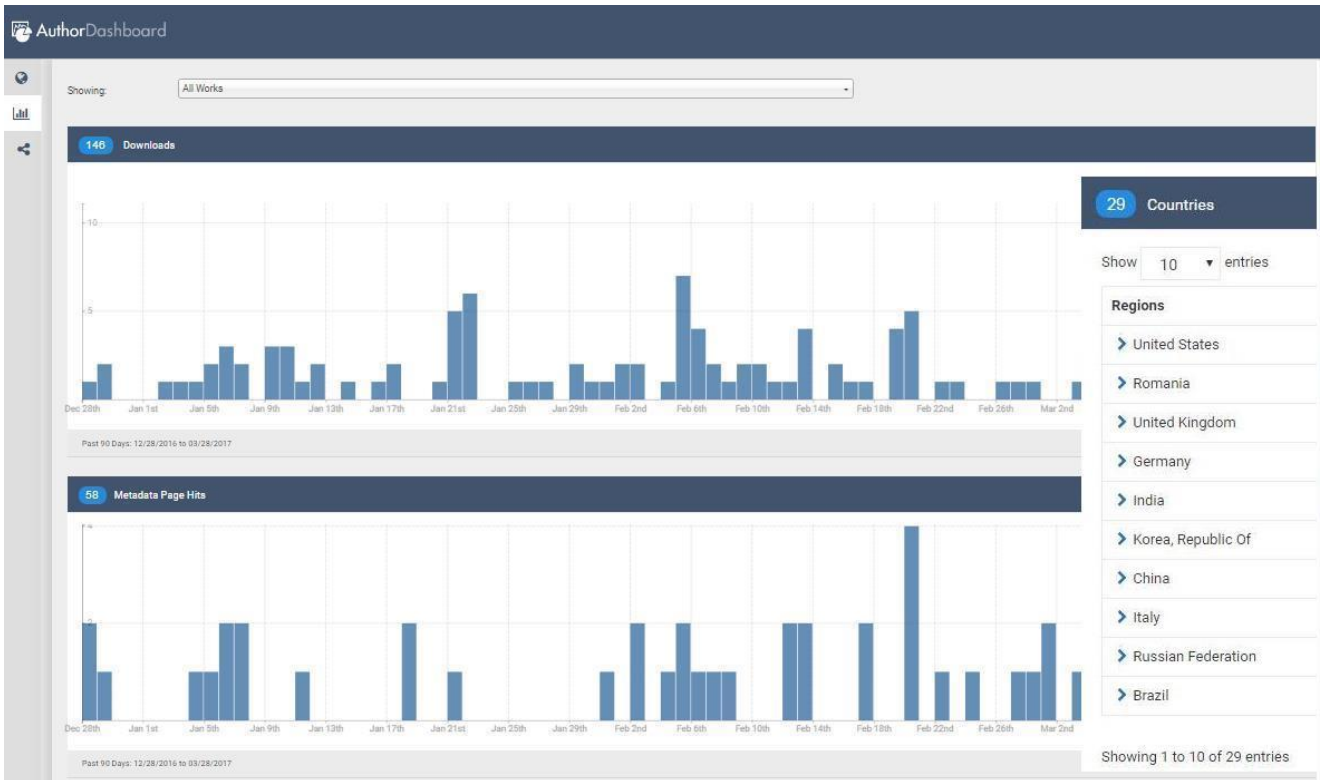 AuthorDashboard
Showing:
All Works
146 Downloads
10
5
Dec 28th Jan 1st Jan 5th Jan 9th Jan 13th Jan 17th Jan 21st Jan 25th Jan 29th Feb 2nd Feb 6th Feb 10th Feb 14th Feb 18th Feb 22nd Feb 26th Mar 2nd
Past 90 Days: 12/28/2016 to 03/28/2017
58 Metadata Page Hits
4
2
Dec 28th Jan 1st Jan 5th Jan 9th Jan 13th Jan 17th Jan 21st Jan 25th Jan 29th Feb 2nd Feb 6th Feb 10th Feb 14th Feb 18th Feb 22nd Feb 26th Mar 2nd
Past 90 Days: 12/28/2016 to 03/28/2017
29 Countries
Show 10 entries
Regions
United States
Romania
United Kingdom
Germany
India
Korea, Republic Of
China
Italy
Russian Federation
Brazil
Showing 1 to 10 of 29 entries